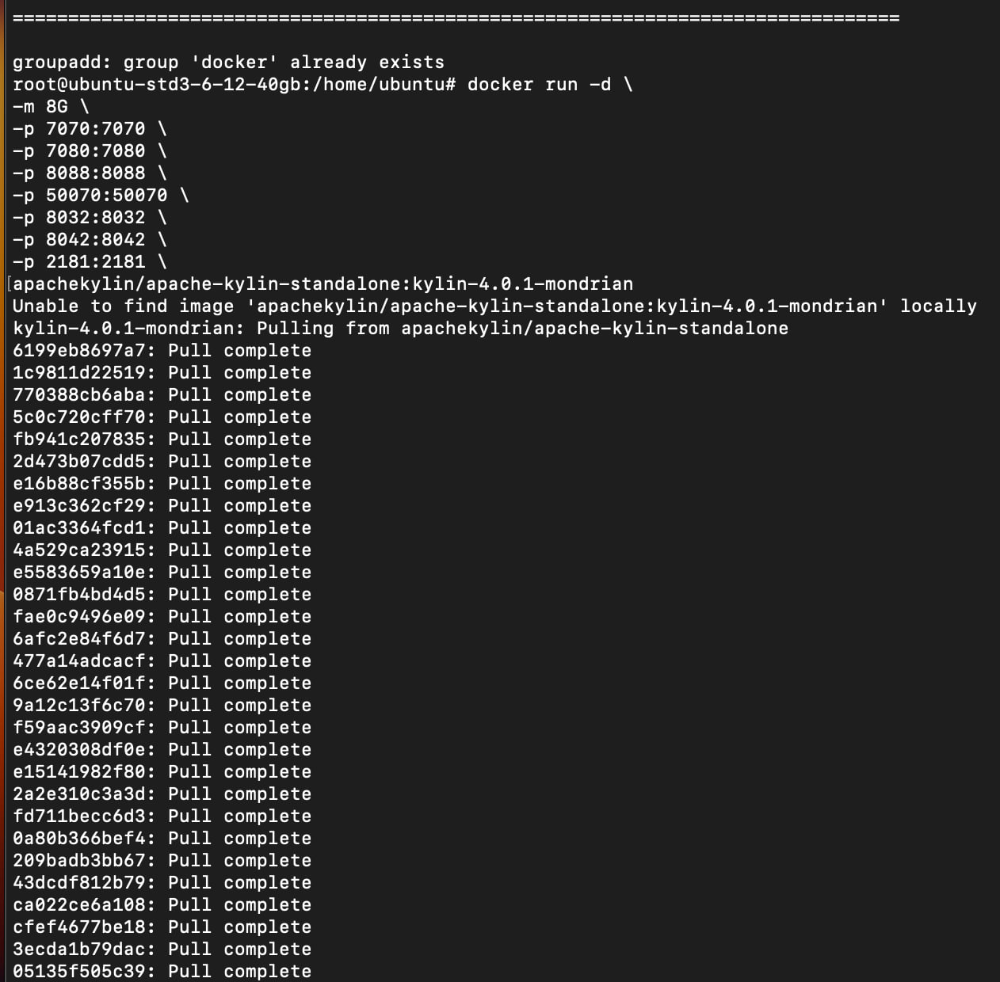 ================================================================================
groupadd: group 'docker' already exists
root@ubuntu-std3-6-12-40gb:/home/ubuntu# docker run -d \
-m 8G \
-p 7070:7070 \
-p 7080:7080 \
-p 8088:8088 \
-p 50070:50070 \
-p 8032:8032 \
-p 8042:8042 \
-p 2181:2181 \
[apachekylin/apache-kylin-standalone:kylin-4.0.1-mondrian
Unable to find image 'apachekylin/apache-kylin-standalone:kylin-4.0.1-mondrian' locally
kylin-4.0.1-mondrian: Pulling from apachekylin/apache-kylin-standalone
6199eb8697a7: Pull complete
1c9811d22519: Pull complete
770388cb6aba: Pull complete
5c0c720cff70: Pull complete
fb941c207835: Pull complete
2d473b07cdd5: Pull complete
e16b88cf355b: Pull complete
e913c362cf29: Pull complete
01ac3364fcd1: Pull complete
4a529ca23915: Pull complete
e5583659a10e: Pull complete
0871fb4bd4d5: Pull complete
fae0c9496e09: Pull complete
6afc2e84f6d7: Pull complete
477a14adcacf: Pull complete
6ce62e14f01f: Pull complete
9a12c13f6c70: Pull complete
f59aac3909cf: Pull complete
e4320308df0e: Pull complete
e15141982f80: Pull complete
2a2e310c3a3d: Pull complete
fd711becc6d3: Pull complete
0a80b366bef4: Pull complete
209badb3bb67: Pull complete
43dcdf812b79: Pull complete
ca022ce6a108: Pull complete
cfef4677be18: Pull complete
3ecda1b79dac: Pull complete
05135f505c39: Pull complete